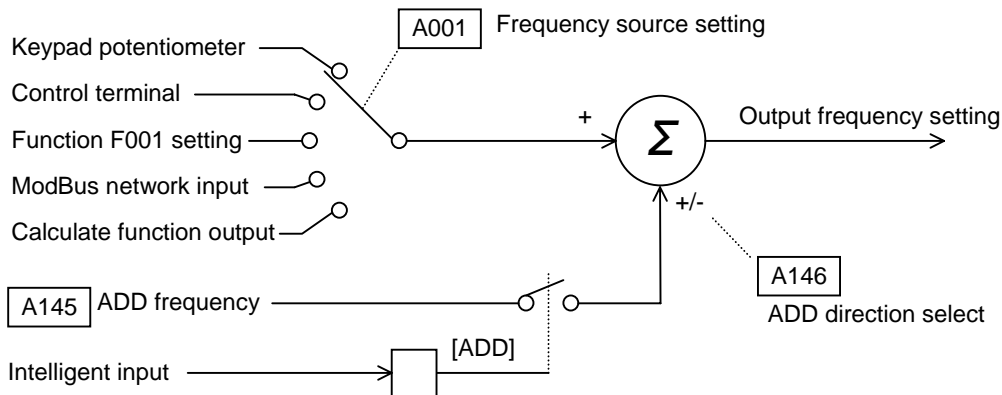 A001
Frequency source setting
Keypad potentiometer
Control terminal
Function F001 setting
ModBus network input
Calculate function output
+
Σ
Output frequency setting
+/-
A146
ADD direction select
A145
ADD frequency
[ADD]
Intelligent input